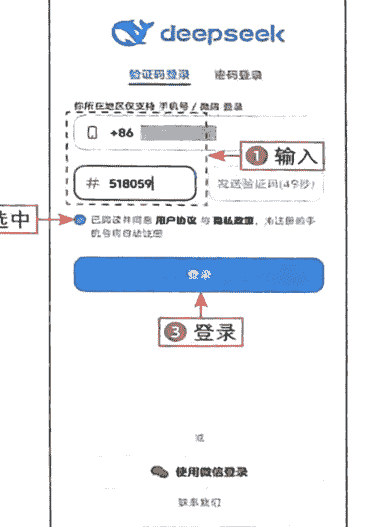 deepseek
验证码登录 密码登录
你所在地区仅支持 手机号 / 微信 登录
+86
❶ 输入
# 518059
发送验证码(49秒)
选中
已阅读并同意 用户协议 与 隐私政策，未注册的手
机号将自动注册
登录
❸ 登录
或
使用微信登录
联系我们